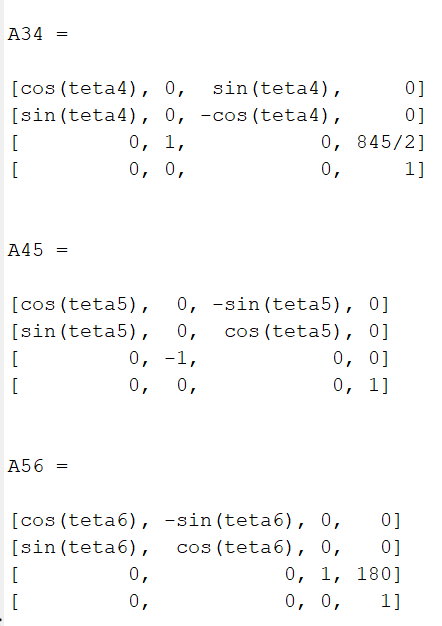 A34 =
[cos(teta4), 0,  sin(teta4),     0]
[sin(teta4), 0, -cos(teta4),     0]
[         0, 1,           0, 845/2]
[         0, 0,           0,     1]
A45 =
[cos(teta5),  0, -sin(teta5), 0]
[sin(teta5),  0,  cos(teta5), 0]
[         0, -1,           0, 0]
[         0,  0,           0, 1]
A56 =
[cos(teta6), -sin(teta6), 0,   0]
[sin(teta6),  cos(teta6), 0,   0]
[         0,           0, 1, 180]
[         0,           0, 0,   1]